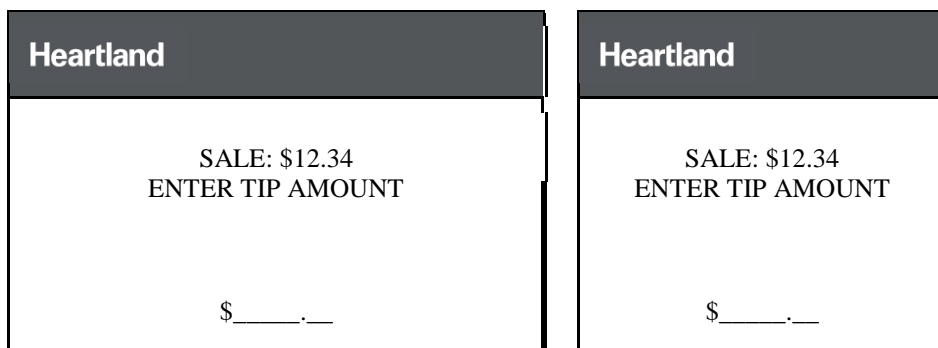 Heartland
SALE: $12.34
ENTER TIP AMOUNT
$_____.__
Heartland
SALE: $12.34
ENTER TIP AMOUNT
$_____.__